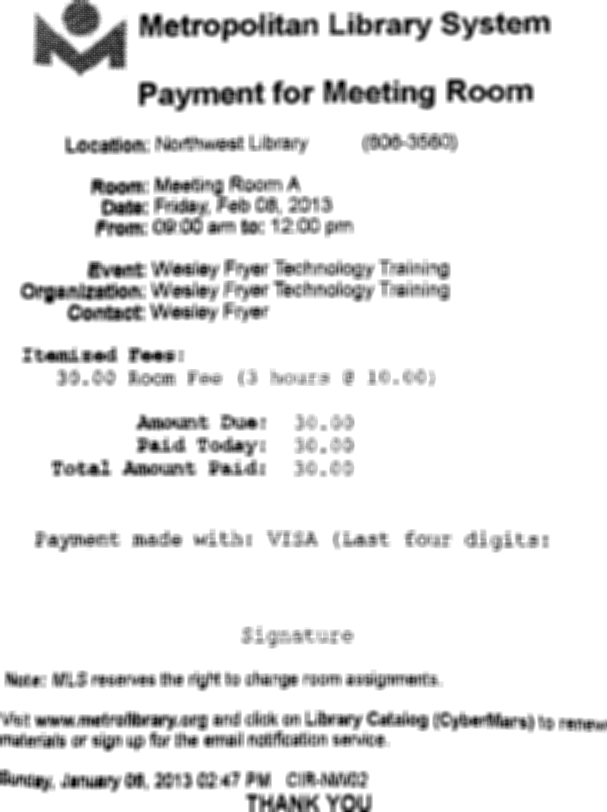 Metropolitan Library System
Payment for Meeting Room
Location: Northwest Library (606-3560)
Room: Meeting Room A
Date: Friday, Feb 08, 2013
From: 09:00 am to: 12:00 pm
Event: Wesley Fryer Technology Training
Organization: Wesley Fryer Technology Training
Contact: Wesley Fryer
Itemized Fees:
30.00 Room Fee (3 hours @ 10.00)
Amount Due: 30.00
Paid Today: 30.00
Total Amount Paid: 30.00
Payment made with: VISA (Last four digits:
Signature
Note: MLS reserves the right to change room assignments.
Visit www.metrolibrary.org and click on Library Catalog (CyberMars) to renew
materials or sign up for the email notification service.
Sunday, January 06, 2013 02:47 PM CIR-NW02
THANK YOU